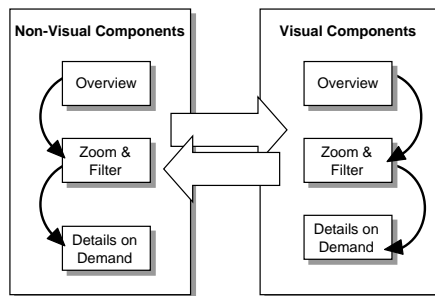 Non-Visual Components
Overview
Zoom &
Filter
Details on
Demand
Visual Components
Overview
Zoom &
Filter
Details on
Demand